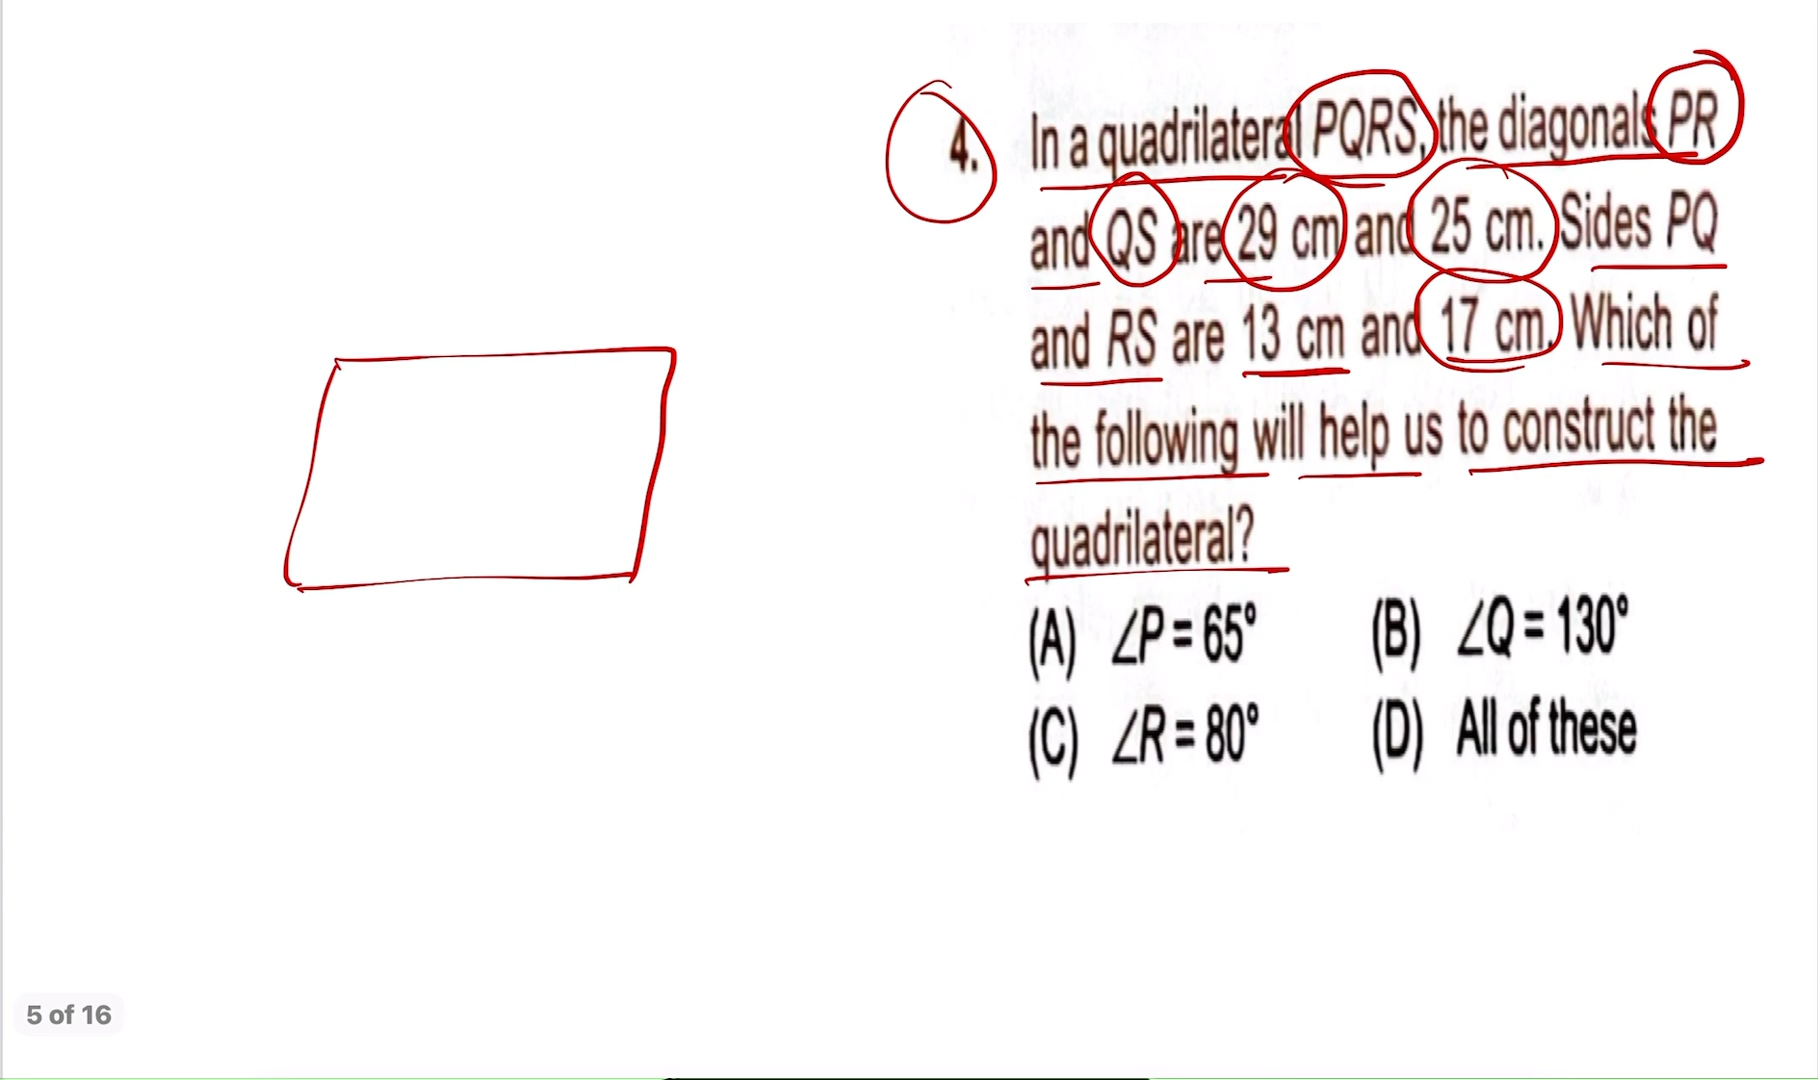 4. In a quadrilateral PQRS, the diagonals PR
and QS are 29 cm and 25 cm. Sides PQ
and RS are 13 cm and 17 cm. Which of
the following will help us to construct the
quadrilateral?
(A) ∠P = 65° (B) ∠Q = 130°
(C) ∠R = 80° (D) All of these
5 of 16